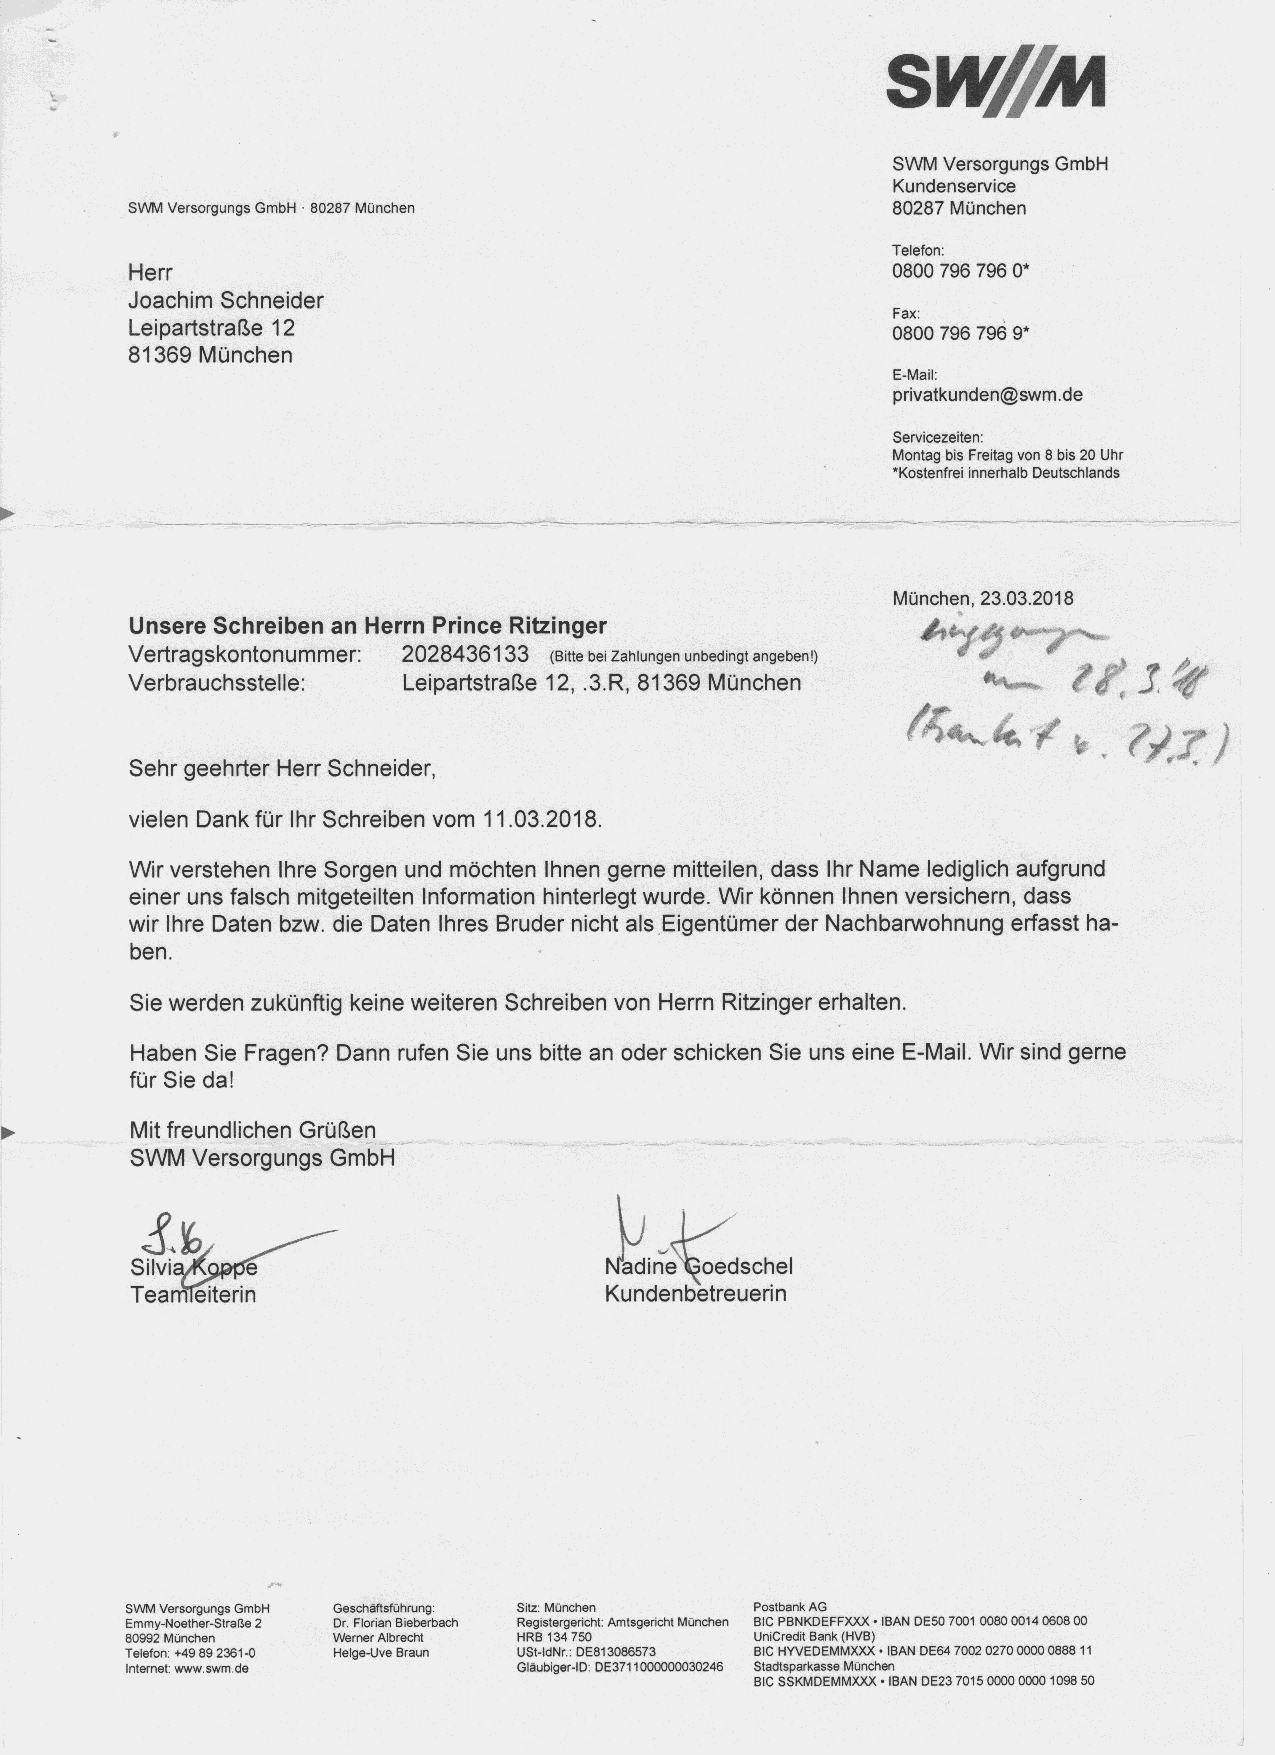 SWM
SWM Versorgungs GmbH
Kundenservice
80287 München
SWM Versorgungs GmbH · 80287 München
Telefon:
0800 796 796 0*
Herr
Joachim Schneider
Leipartstraße 12
81369 München
Fax:
0800 796 796 9*
E-Mail:
privatkunden@swm.de
Servicezeiten:
Montag bis Freitag von 8 bis 20 Uhr
*Kostenfrei innerhalb Deutschlands
München, 23.03.2018
eingegangen
am 28.3.18
(Frankiert v. 27.3.)
Unsere Schreiben an Herrn Prince Ritzinger
Vertragskontonummer: 2028436133 (Bitte bei Zahlungen unbedingt angeben!)
Verbrauchsstelle: Leipartstraße 12, .3.R, 81369 München
Sehr geehrter Herr Schneider,
vielen Dank für Ihr Schreiben vom 11.03.2018.
Wir verstehen Ihre Sorgen und möchten Ihnen gerne mitteilen, dass Ihr Name lediglich aufgrund
einer uns falsch mitgeteilten Information hinterlegt wurde. Wir können Ihnen versichern, dass
wir Ihre Daten bzw. die Daten Ihres Bruder nicht als Eigentümer der Nachbarwohnung erfasst ha-
ben.
Sie werden zukünftig keine weiteren Schreiben von Herrn Ritzinger erhalten.
Haben Sie Fragen? Dann rufen Sie uns bitte an oder schicken Sie uns eine E-Mail. Wir sind gerne
für Sie da!
Mit freundlichen Grüßen
SWM Versorgungs GmbH
Silvia Koppe
Teamleiterin
Nadine Goedschel
Kundenbetreuerin
SWM Versorgungs GmbH
Emmy-Noether-Straße 2
80992 München
Telefon: +49 89 2361-0
Internet: www.swm.de
Geschäftsführung:
Dr. Florian Bieberbach
Werner Albrecht
Helge-Uve Braun
Sitz: München
Registergericht: Amtsgericht München
HRB 134 750
USt-IdNr.: DE813086573
Gläubiger-ID: DE3711000000030246
Postbank AG
BIC PBNKDEFFXXX • IBAN DE50 7001 0080 0014 0608 00
UniCredit Bank (HVB)
BIC HYVEDEMMXXX • IBAN DE64 7002 0270 0000 0888 11
Stadtsparkasse München
BIC SSKMDEMMXXX • IBAN DE23 7015 0000 0000 1098 50